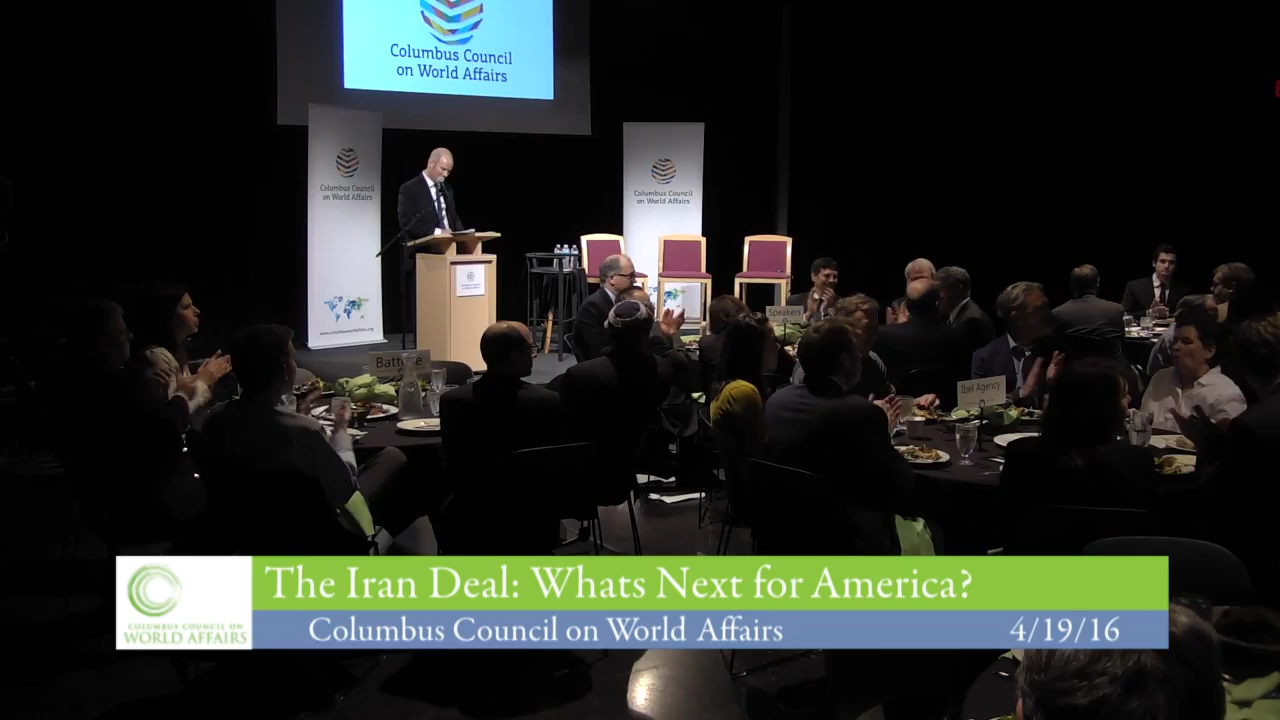 Columbus Council
on World Affairs
Columbus Council
on World Affairs
Columbus Council
on World Affairs
Speakers
Ibel Agency
The Iran Deal: Whats Next for America?
COLUMBUS COUNCIL ON
WORLD AFFAIRS
Columbus Council on World Affairs
4/19/16